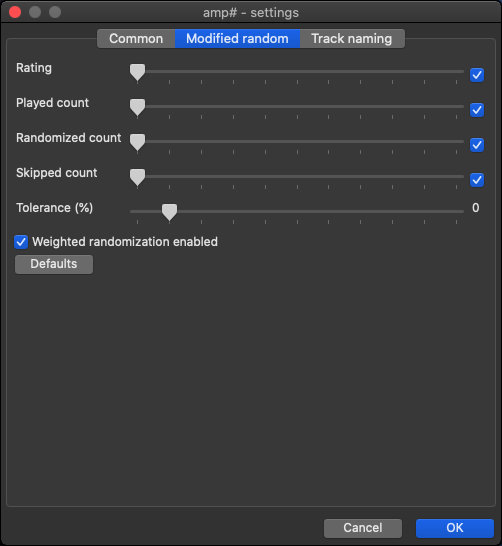 amp# - settings
Common Modified random Track naming
Rating
Played count
Randomized count
Skipped count
Tolerance (%) 0
Weighted randomization enabled
Defaults
Cancel OK